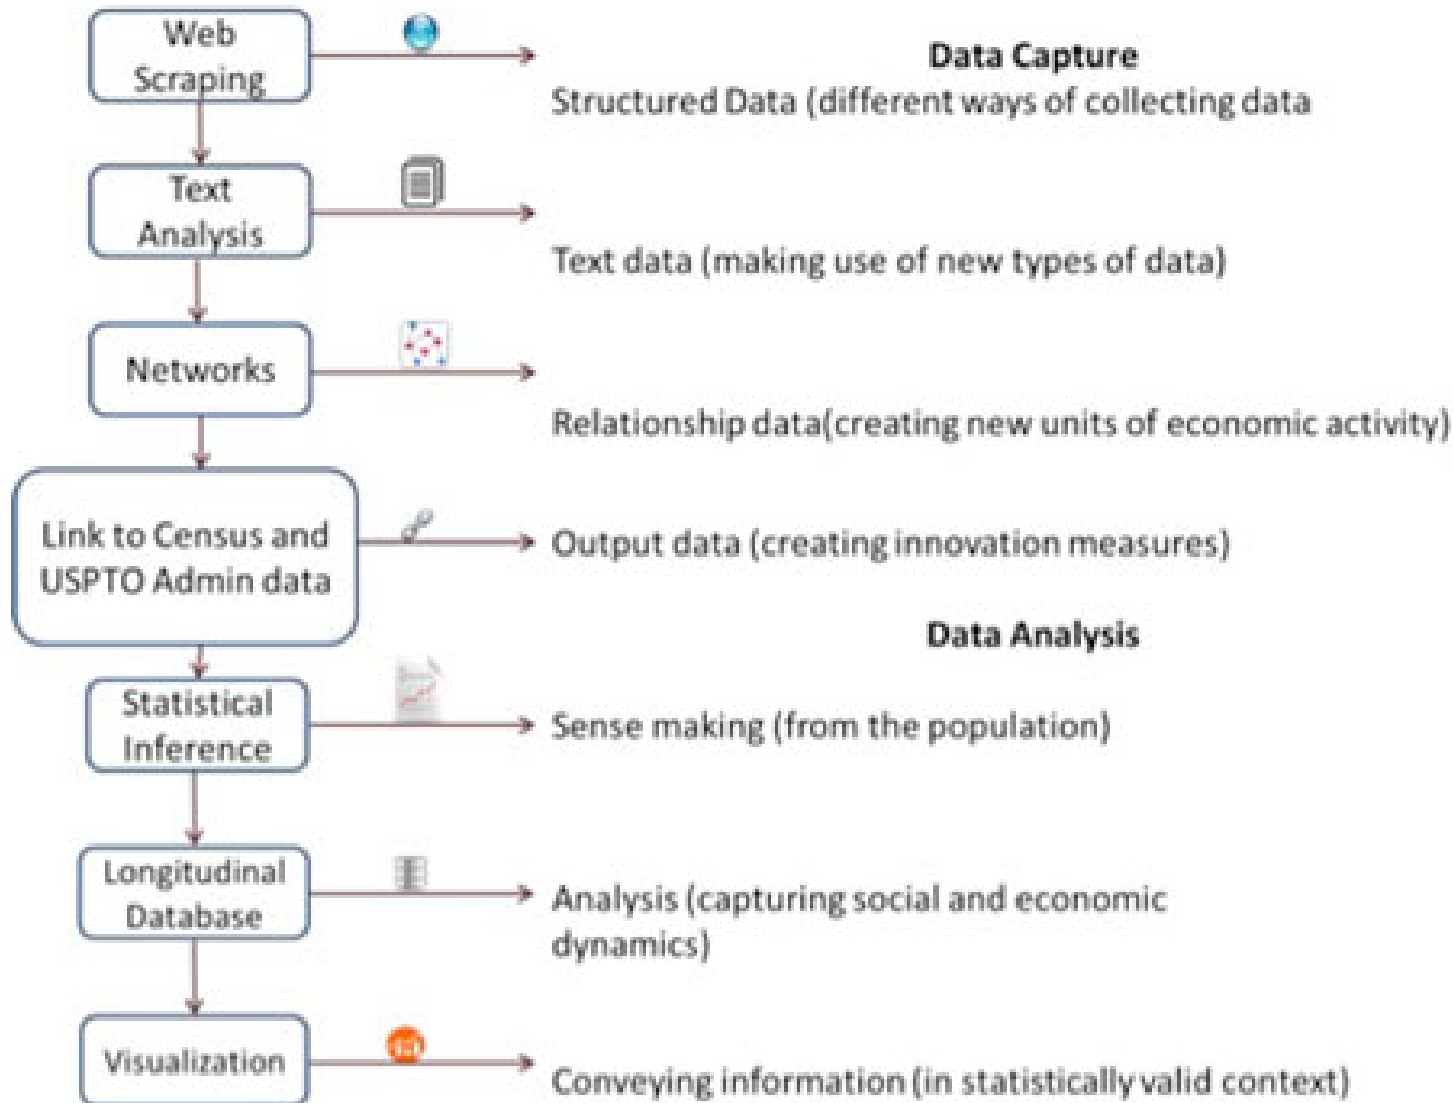 Web
Scraping
Data Capture
Structured Data (different ways of collecting data
Text
Analysis
Text data (making use of new types of data)
Networks
Relationship data(creating new units of economic activity)
Link to Census and
USPTO Admin data
Output data (creating innovation measures)
Data Analysis
Statistical
Inference
Sense making (from the population)
Longitudinal
Database
Analysis (capturing social and economic
dynamics)
Visualization
Conveying information (in statistically valid context)